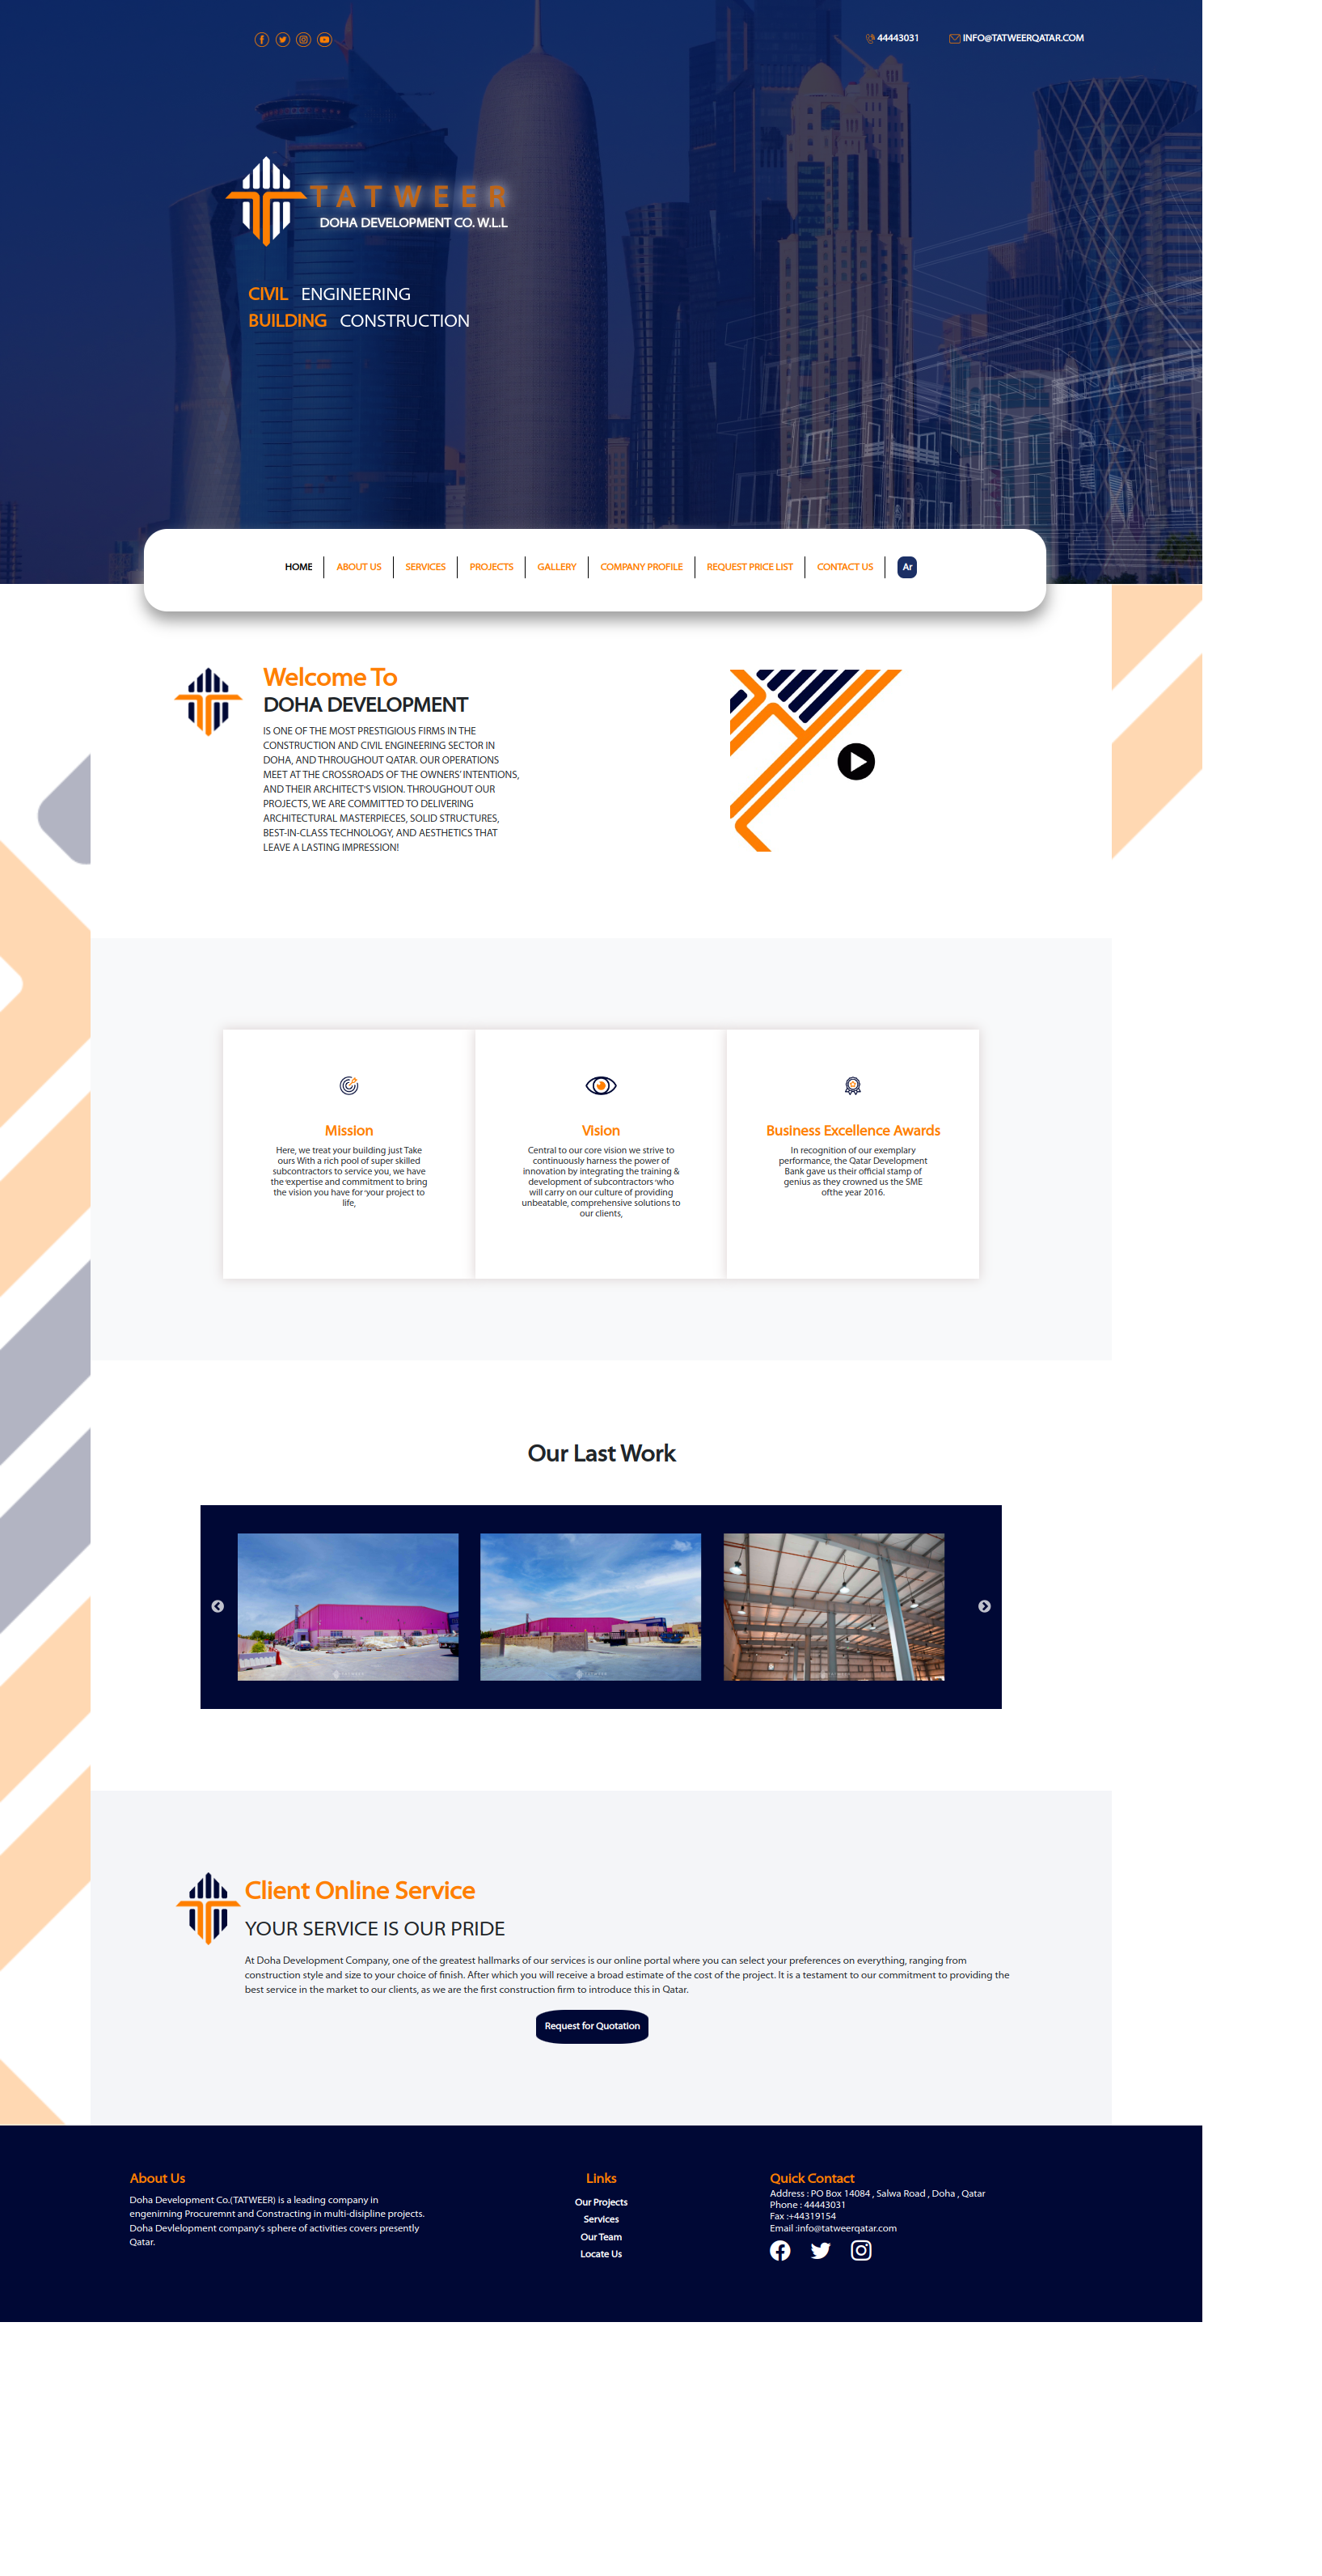 44443031
INFO@TATWEERQATAR.COM
TATWEER
DOHA DEVELOPMENT CO. W.L.L
CIVIL ENGINEERING
BUILDING CONSTRUCTION
HOME
ABOUT US
SERVICES
PROJECTS
GALLERY
COMPANY PROFILE
REQUEST PRICE LIST
CONTACT US
Ar
Welcome To
DOHA DEVELOPMENT
IS ONE OF THE MOST PRESTIGIOUS FIRMS IN THE
CONSTRUCTION AND CIVIL ENGINEERING SECTOR IN
DOHA, AND THROUGHOUT QATAR. OUR OPERATIONS
MEET AT THE CROSSROADS OF THE OWNERS' INTENTIONS,
AND THEIR ARCHITECT'S VISION. THROUGHOUT OUR
PROJECTS, WE ARE COMMITTED TO DELIVERING
ARCHITECTURAL MASTERPIECES, SOLID STRUCTURES,
BEST-IN-CLASS TECHNOLOGY, AND AESTHETICS THAT
LEAVE A LASTING IMPRESSION!
Mission
Here, we treat your building just Take
ours With a rich pool of super skilled
subcontractors to service you, we have
the 'expertise and commitment to bring
the vision you have for 'your project to
life,
Vision
Central to our core vision we strive to
continuously harness the power of
innovation by integrating the training &
development of subcontractors 'who
will carry on our culture of providing
unbeatable, comprehensive solutions to
our clients,
Business Excellence Awards
In recognition of our exemplary
performance, the Qatar Development
Bank gave us their official stamp of
genius as they crowned us the SME
ofthe year 2016.
Our Last Work
TATWEER
TATWEER
TATWEER
Client Online Service
YOUR SERVICE IS OUR PRIDE
At Doha Development Company, one of the greatest hallmarks of our services is our online portal where you can select your preferences on everything, ranging from
construction style and size to your choice of finish. After which you will receive a broad estimate of the cost of the project. It is a testament to our commitment to providing the
best service in the market to our clients, as we are the first construction firm to introduce this in Qatar.
Request for Quotation
About Us
Doha Development Co.(TATWEER) is a leading company in
engenirning Procuremnt and Constracting in multi-disipline projects.
Doha Devlelopment company's sphere of activities covers presently
Qatar.
Links
Our Projects
Services
Our Team
Locate Us
Quick Contact
Address : PO Box 14084 , Salwa Road , Doha , Qatar
Phone : 44443031
Fax :+44319154
Email :info@tatweerqatar.com